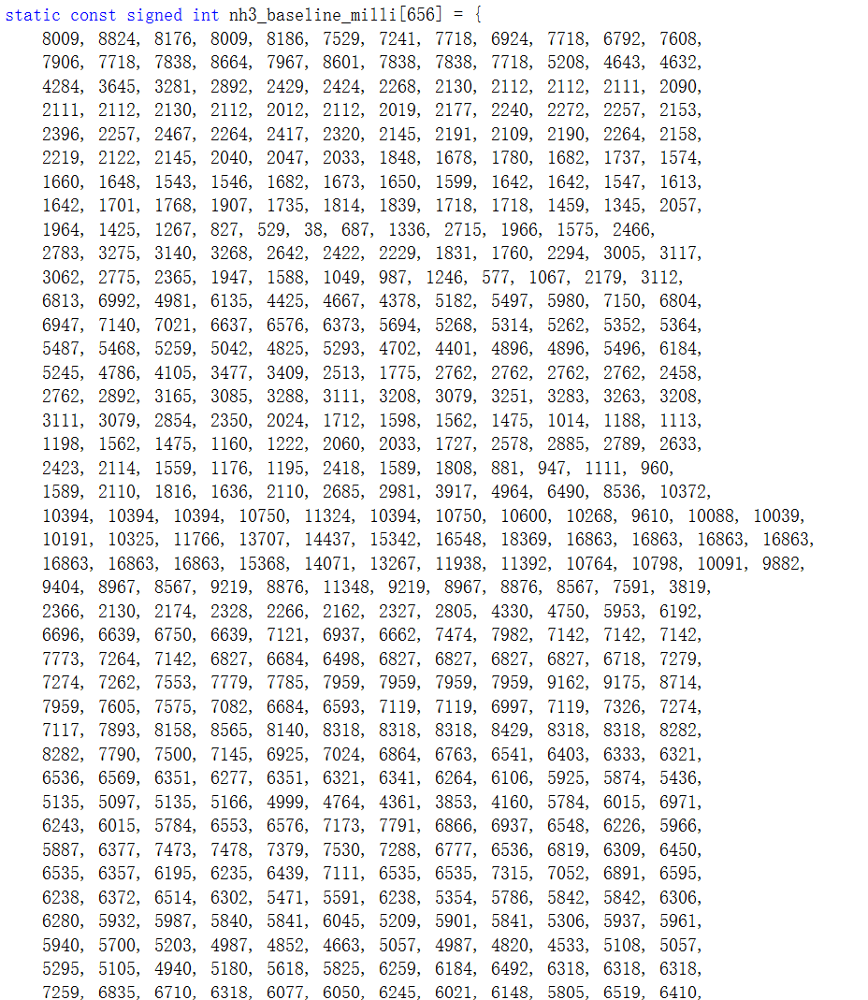 static const signed int nh3_baseline_milli[656] = {
8009, 8824, 8176, 8009, 8186, 7529, 7241, 7718, 6924, 7718, 6792, 7608,
7906, 7718, 7838, 8664, 7967, 8601, 7838, 7838, 7718, 5208, 4643, 4632,
4284, 3645, 3281, 2892, 2429, 2424, 2268, 2130, 2112, 2112, 2111, 2090,
2111, 2112, 2130, 2112, 2012, 2112, 2019, 2177, 2240, 2272, 2257, 2153,
2396, 2257, 2467, 2264, 2417, 2320, 2145, 2191, 2109, 2190, 2264, 2158,
2219, 2122, 2145, 2040, 2047, 2033, 1848, 1678, 1780, 1682, 1737, 1574,
1660, 1648, 1543, 1546, 1682, 1673, 1650, 1599, 1642, 1642, 1547, 1613,
1642, 1701, 1768, 1907, 1735, 1814, 1839, 1718, 1718, 1459, 1345, 2057,
1964, 1425, 1267, 827, 529, 38, 687, 1336, 2715, 1966, 1575, 2466,
2783, 3275, 3140, 3268, 2642, 2422, 2229, 1831, 1760, 2294, 3005, 3117,
3062, 2775, 2365, 1947, 1588, 1049, 987, 1246, 577, 1067, 2179, 3112,
6813, 6992, 4981, 6135, 4425, 4667, 4378, 5182, 5497, 5980, 7150, 6804,
6947, 7140, 7021, 6637, 6576, 6373, 5694, 5268, 5314, 5262, 5352, 5364,
5487, 5468, 5259, 5042, 4825, 5293, 4702, 4401, 4896, 4896, 5496, 6184,
5245, 4786, 4105, 3477, 3409, 2513, 1775, 2762, 2762, 2762, 2762, 2458,
2762, 2892, 3165, 3085, 3288, 3111, 3208, 3079, 3251, 3283, 3263, 3208,
3111, 3079, 2854, 2350, 2024, 1712, 1598, 1562, 1475, 1014, 1188, 1113,
1198, 1562, 1475, 1160, 1222, 2060, 2033, 1727, 2578, 2885, 2789, 2633,
2423, 2114, 1559, 1176, 1195, 2418, 1589, 1808, 881, 947, 1111, 960,
1589, 2110, 1816, 1636, 2110, 2685, 2981, 3917, 4964, 6490, 8536, 10372,
10394, 10394, 10394, 10750, 11324, 10394, 10750, 10600, 10268, 9610, 10088, 10039,
10191, 10325, 11766, 13707, 14437, 15342, 16548, 18369, 16863, 16863, 16863, 16863,
16863, 16863, 16863, 15368, 14071, 13267, 11938, 11392, 10764, 10798, 10091, 9882,
9404, 8967, 8567, 9219, 8876, 11348, 9219, 8967, 8876, 8567, 7591, 3819,
2366, 2130, 2174, 2328, 2266, 2162, 2327, 2805, 4330, 4750, 5953, 6192,
6696, 6639, 6750, 6639, 7121, 6937, 6662, 7474, 7982, 7142, 7142, 7142,
7773, 7264, 7142, 6827, 6684, 6498, 6827, 6827, 6827, 6827, 6718, 7279,
7274, 7262, 7553, 7779, 7785, 7959, 7959, 7959, 7959, 9162, 9175, 8714,
7959, 7605, 7575, 7082, 6684, 6593, 7119, 7119, 6997, 7119, 7326, 7274,
7117, 7893, 8158, 8565, 8140, 8318, 8318, 8318, 8429, 8318, 8318, 8282,
8282, 7790, 7500, 7145, 6925, 7024, 6864, 6763, 6541, 6403, 6333, 6321,
6536, 6569, 6351, 6277, 6351, 6321, 6341, 6264, 6106, 5925, 5874, 5436,
5135, 5097, 5135, 5166, 4999, 4764, 4361, 3853, 4160, 5784, 6015, 6971,
6243, 6015, 5784, 6553, 6576, 7173, 7791, 6866, 6937, 6548, 6226, 5966,
5887, 6377, 7473, 7478, 7379, 7530, 7288, 6777, 6536, 6819, 6309, 6450,
6535, 6357, 6195, 6235, 6439, 7111, 6535, 6535, 7315, 7052, 6891, 6595,
6238, 6372, 6514, 6302, 5471, 5591, 6238, 5354, 5786, 5842, 5842, 6306,
6280, 5932, 5987, 5840, 5841, 6045, 5209, 5901, 5841, 5306, 5937, 5961,
5940, 5700, 5203, 4987, 4852, 4663, 5057, 4987, 4820, 4533, 5108, 5057,
5295, 5105, 4940, 5180, 5618, 5825, 6259, 6184, 6492, 6318, 6318, 6318,
7259, 6835, 6710, 6318, 6077, 6050, 6245, 6021, 6148, 5805, 6519, 6410,